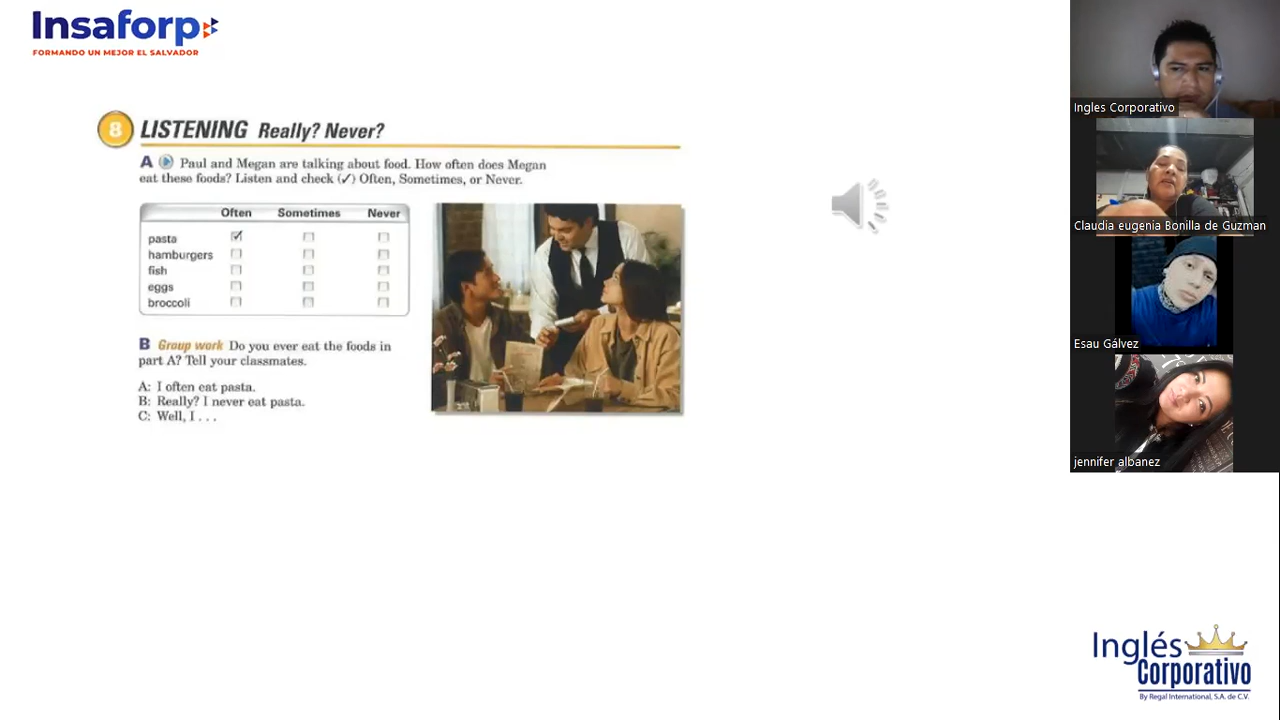 Insaforp
FORMANDO UN MEJOR EL SALVADOR
8 LISTENING Really? Never?
A Paul and Megan are talking about food. How often does Megan
eat these foods? Listen and check (✓) Often, Sometimes, or Never.
Often Sometimes Never
pasta
hamburgers
fish
eggs
broccoli
B Group work Do you ever eat the foods in
part A? Tell your classmates.
A: I often eat pasta.
B: Really? I never eat pasta.
C: Well, I . . .
Ingles Corporativo
Claudia eugenia Bonilla de Guzman
Esau Gálvez
jennifer albanez
Inglés
Corporativo
By Regal International, S.A. de C.V.